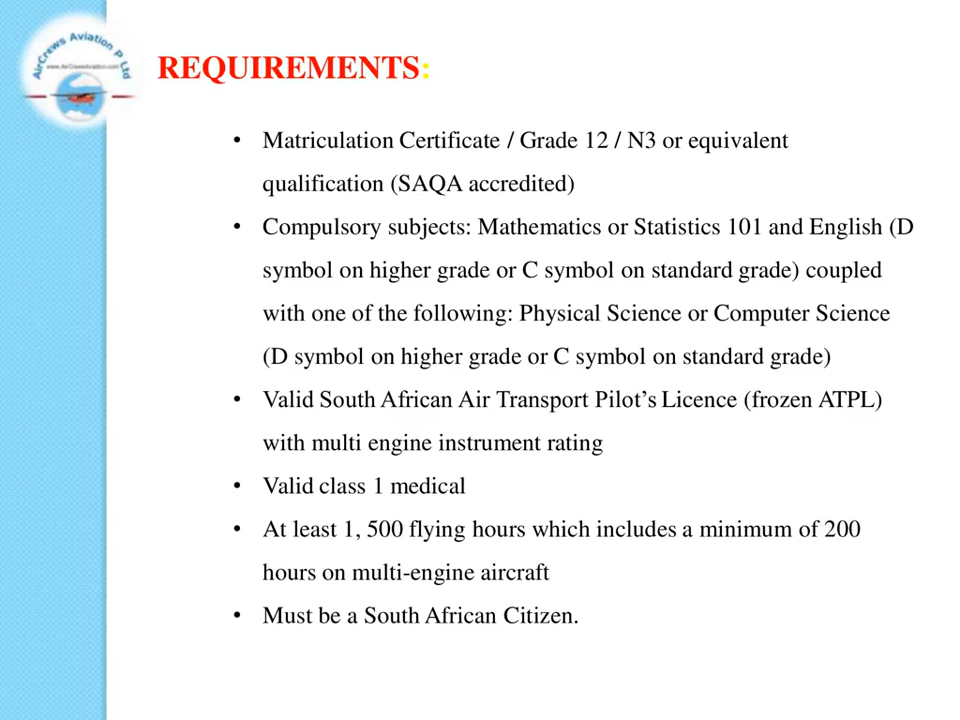 AirCrews Aviation P Ltd
www.AirCrewsAviation.com
REQUIREMENTS:
• Matriculation Certificate / Grade 12 / N3 or equivalent
qualification (SAQA accredited)
• Compulsory subjects: Mathematics or Statistics 101 and English (D
symbol on higher grade or C symbol on standard grade) coupled
with one of the following: Physical Science or Computer Science
(D symbol on higher grade or C symbol on standard grade)
• Valid South African Air Transport Pilot’s Licence (frozen ATPL)
with multi engine instrument rating
• Valid class 1 medical
• At least 1, 500 flying hours which includes a minimum of 200
hours on multi-engine aircraft
• Must be a South African Citizen.